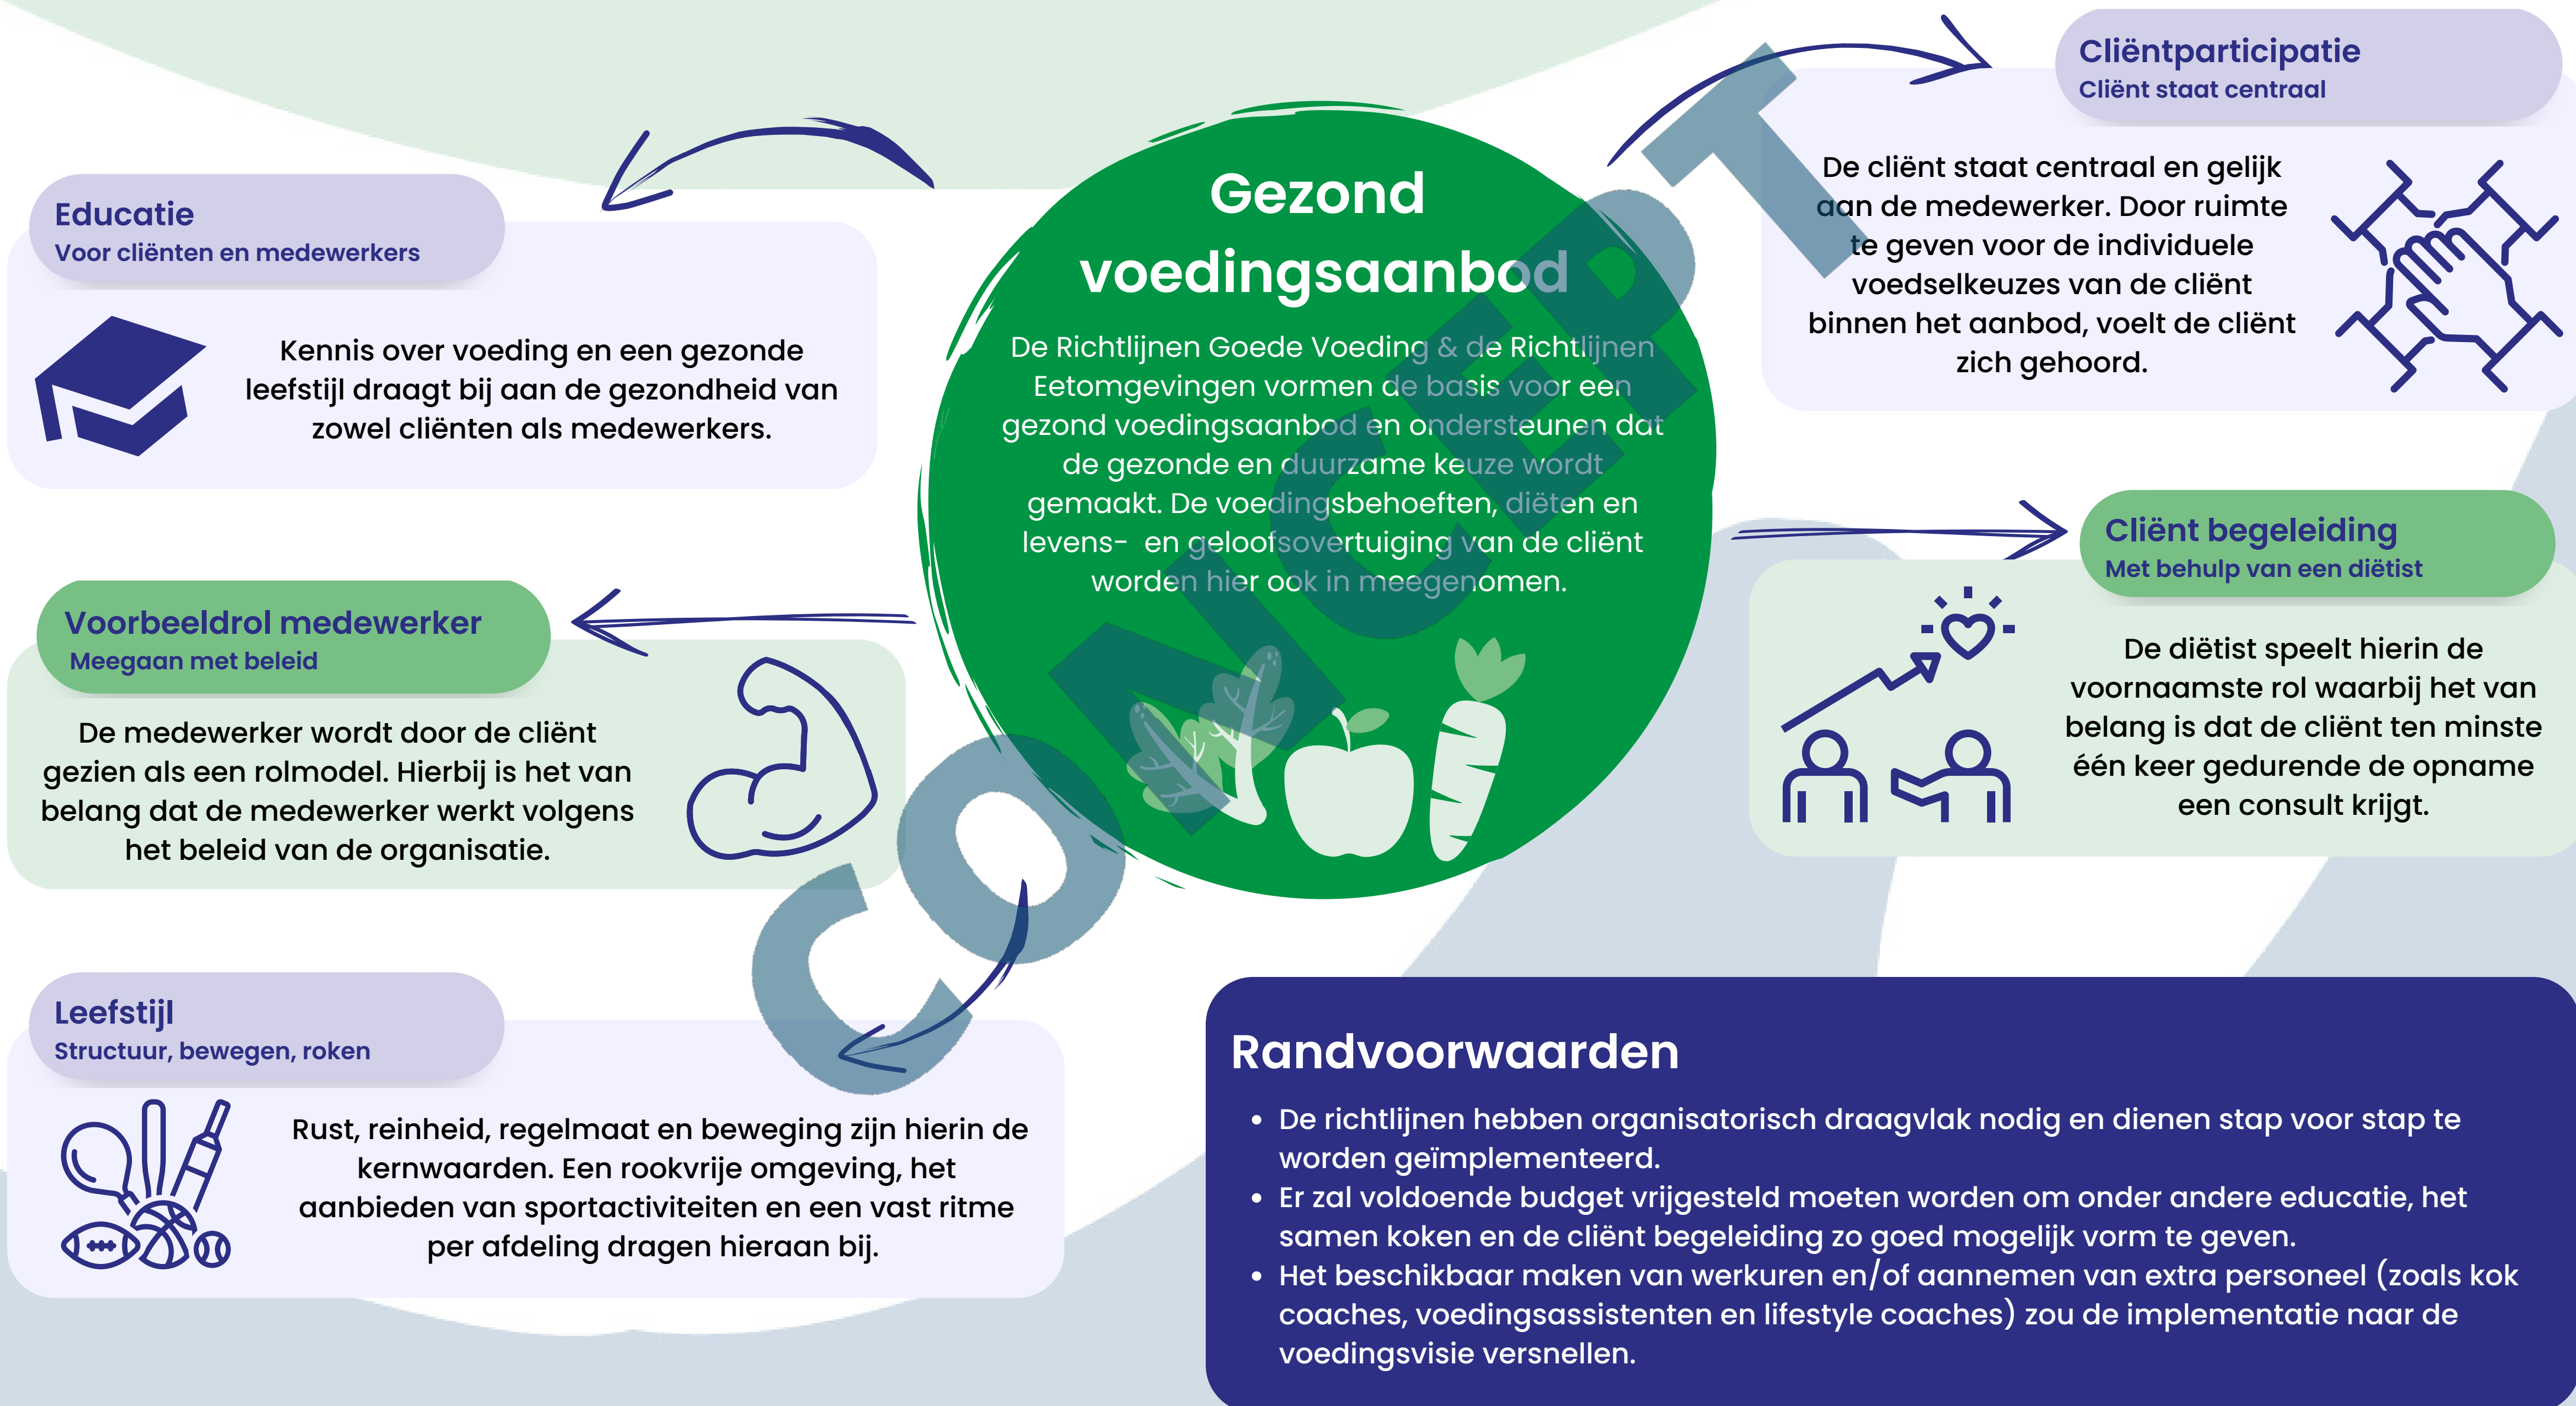 Gezond
voedingsaanbod
De Richtlijnen Goede Voeding & de Richtlijnen
Eetomgevingen vormen de basis voor een
gezond voedingsaanbod en ondersteunen dat
de gezonde en duurzame keuze wordt
gemaakt. De voedingsbehoeften, diëten en
levens- en geloofsovertuiging van de cliënt
worden hier ook in meegenomen.
Educatie
Voor cliënten en medewerkers
Kennis over voeding en een gezonde
leefstijl draagt bij aan de gezondheid van
zowel cliënten als medewerkers.
Voorbeeldrol medewerker
Meegaan met beleid
De medewerker wordt door de cliënt
gezien als een rolmodel. Hierbij is het van
belang dat de medewerker werkt volgens
het beleid van de organisatie.
Leefstijl
Structuur, bewegen, roken
Rust, reinheid, regelmaat en beweging zijn hierin de
kernwaarden. Een rookvrije omgeving, het
aanbieden van sportactiviteiten en een vast ritme
per afdeling dragen hieraan bij.
Cliëntparticipatie
Cliënt staat centraal
De cliënt staat centraal en gelijk
aan de medewerker. Door ruimte
te geven voor de individuele
voedselkeuzes van de cliënt
binnen het aanbod, voelt de cliënt
zich gehoord.
Cliënt begeleiding
Met behulp van een diëtist
De diëtist speelt hierin de
voornaamste rol waarbij het van
belang is dat de cliënt ten minste
één keer gedurende de opname
een consult krijgt.
Randvoorwaarden
• De richtlijnen hebben organisatorisch draagvlak nodig en dienen stap voor stap te
worden geïmplementeerd.
• Er zal voldoende budget vrijgesteld moeten worden om onder andere educatie, het
samen koken en de cliënt begeleiding zo goed mogelijk vorm te geven.
• Het beschikbaar maken van werkuren en/of aannemen van extra personeel (zoals kok
coaches, voedingsassistenten en lifestyle coaches) zou de implementatie naar de
voedingsvisie versnellen.
CONCEPT